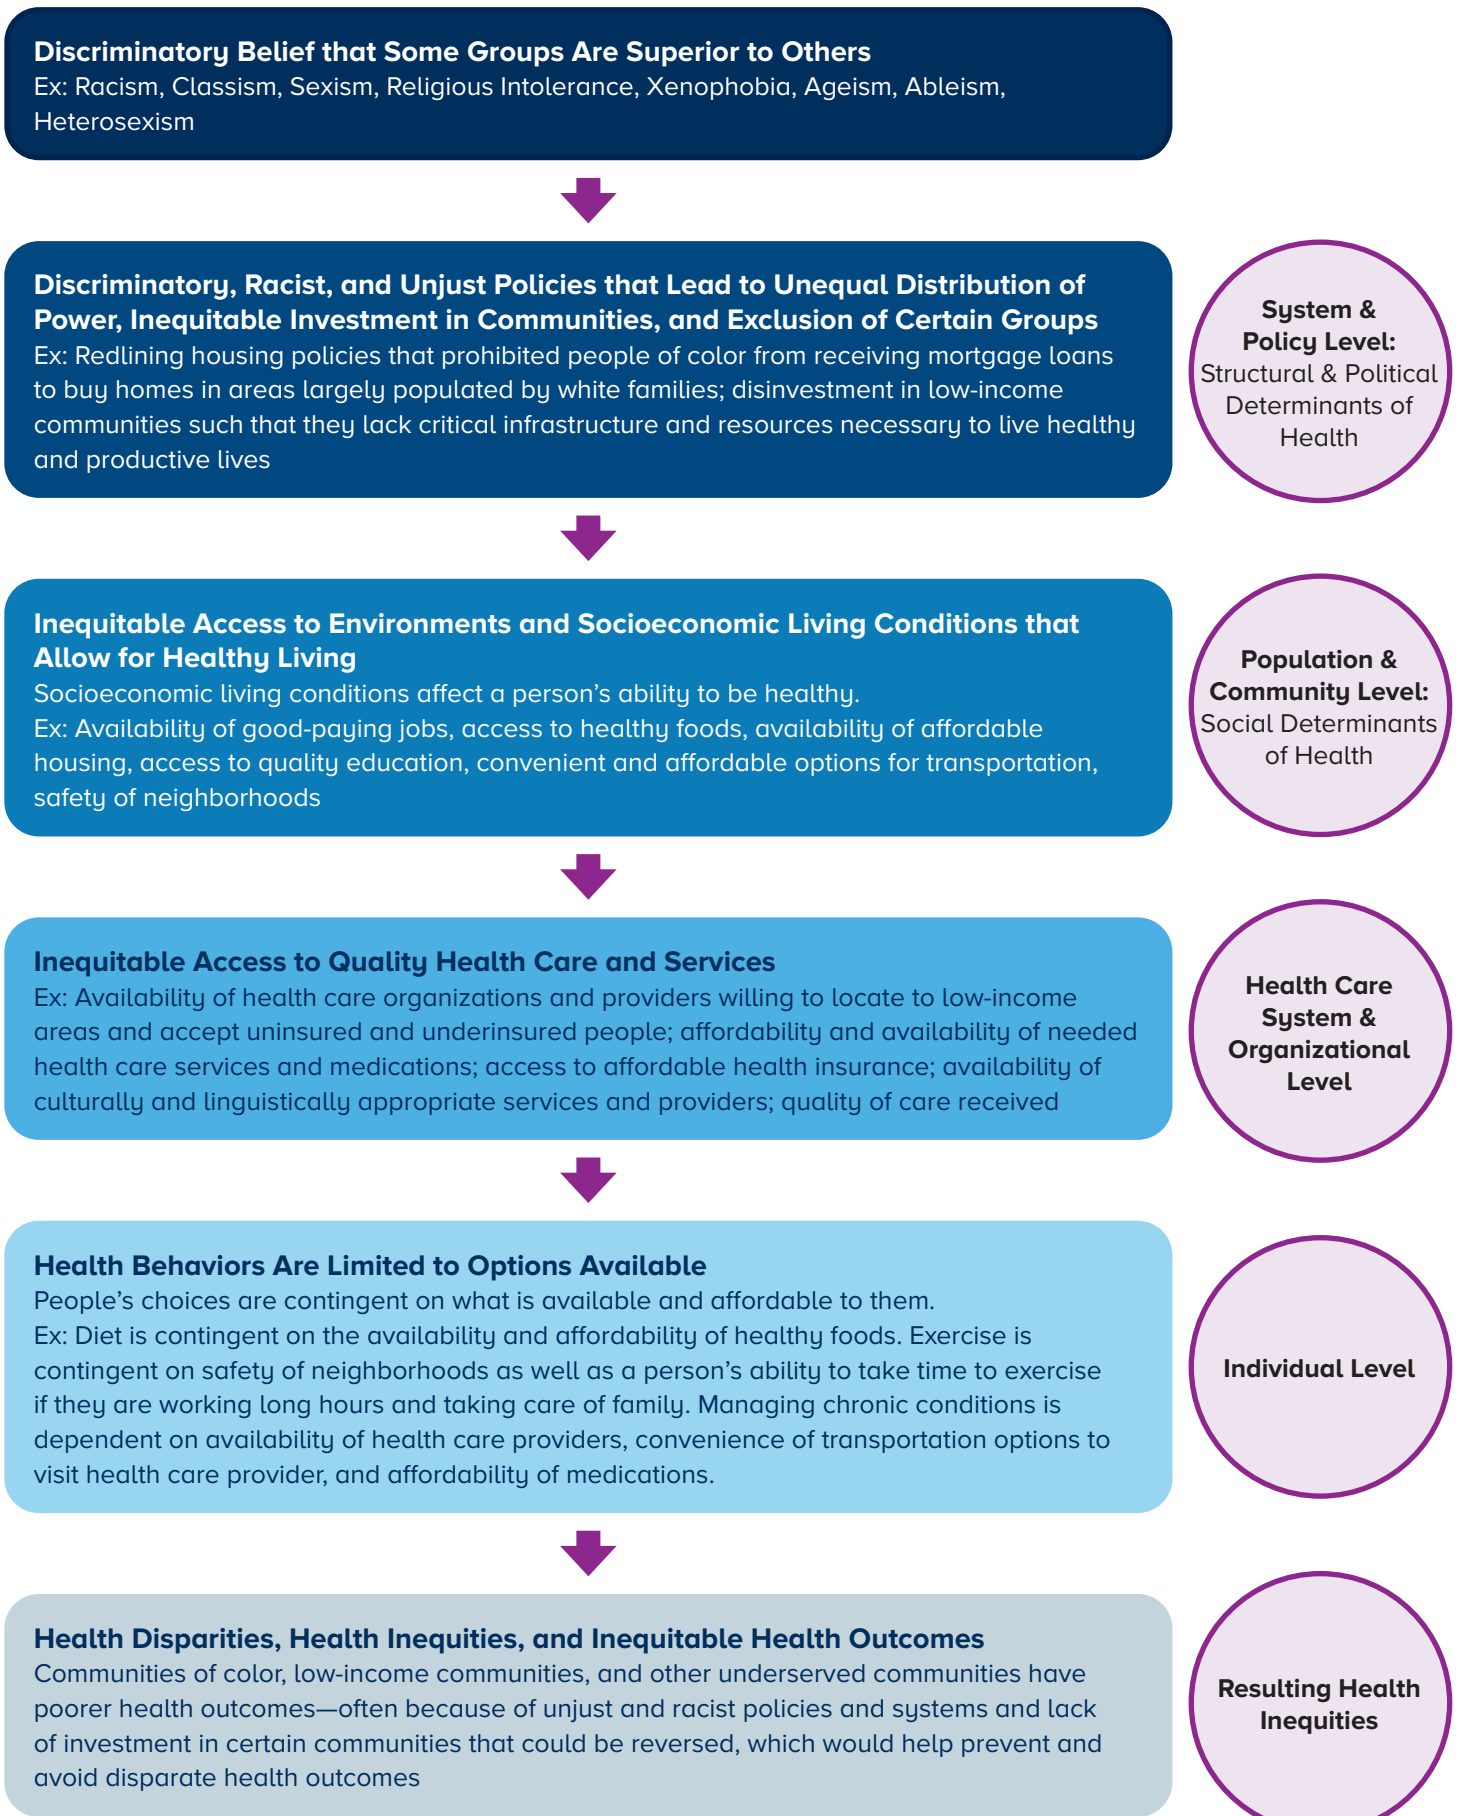 Discriminatory Belief that Some Groups Are Superior to Others
Ex: Racism, Classism, Sexism, Religious Intolerance, Xenophobia, Ageism, Ableism,
Heterosexism
Discriminatory, Racist, and Unjust Policies that Lead to Unequal Distribution of
Power, Inequitable Investment in Communities, and Exclusion of Certain Groups
Ex: Redlining housing policies that prohibited people of color from receiving mortgage loans
to buy homes in areas largely populated by white families; disinvestment in low-income
communities such that they lack critical infrastructure and resources necessary to live healthy
and productive lives
System &
Policy Level:
Structural & Political
Determinants of
Health
Inequitable Access to Environments and Socioeconomic Living Conditions that
Allow for Healthy Living
Socioeconomic living conditions affect a person's ability to be healthy.
Ex: Availability of good-paying jobs, access to healthy foods, availability of affordable
housing, access to quality education, convenient and affordable options for transportation,
safety of neighborhoods
Population &
Community Level:
Social Determinants
of Health
Inequitable Access to Quality Health Care and Services
Ex: Availability of health care organizations and providers willing to locate to low-income
areas and accept uninsured and underinsured people; affordability and availability of needed
health care services and medications; access to affordable health insurance; availability of
culturally and linguistically appropriate services and providers; quality of care received
Health Care
System &
Organizational
Level
Health Behaviors Are Limited to Options Available
People's choices are contingent on what is available and affordable to them.
Ex: Diet is contingent on the availability and affordability of healthy foods. Exercise is
contingent on safety of neighborhoods as well as a person's ability to take time to exercise
if they are working long hours and taking care of family. Managing chronic conditions is
dependent on availability of health care providers, convenience of transportation options to
visit health care provider, and affordability of medications.
Individual Level
Health Disparities, Health Inequities, and Inequitable Health Outcomes
Communities of color, low-income communities, and other underserved communities have
poorer health outcomes—often because of unjust and racist policies and systems and lack
of investment in certain communities that could be reversed, which would help prevent and
avoid disparate health outcomes
Resulting Health
Inequities